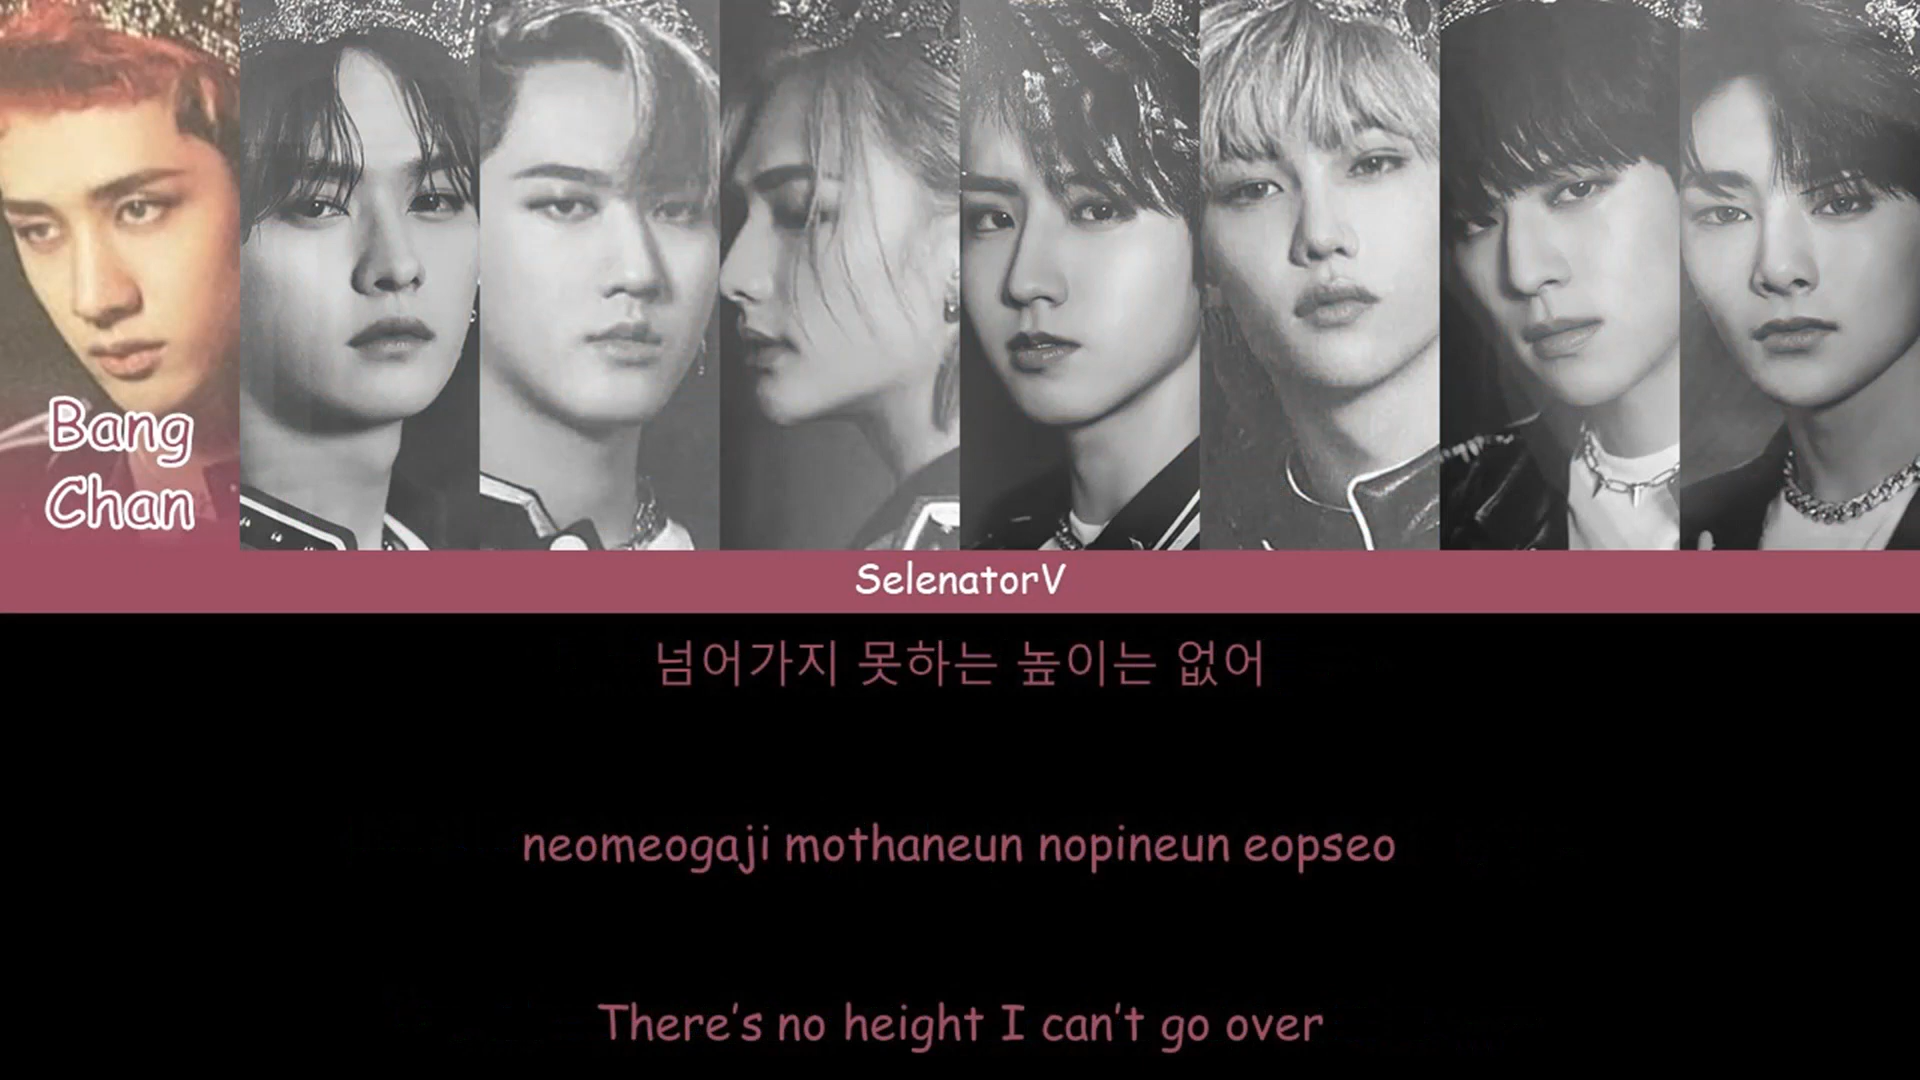 Bang
Chan
SelenatorV
넘어가지 못하는 높이는 없어
neomeogaji mothaneun nopineun eopseo
There's no height I can't go over